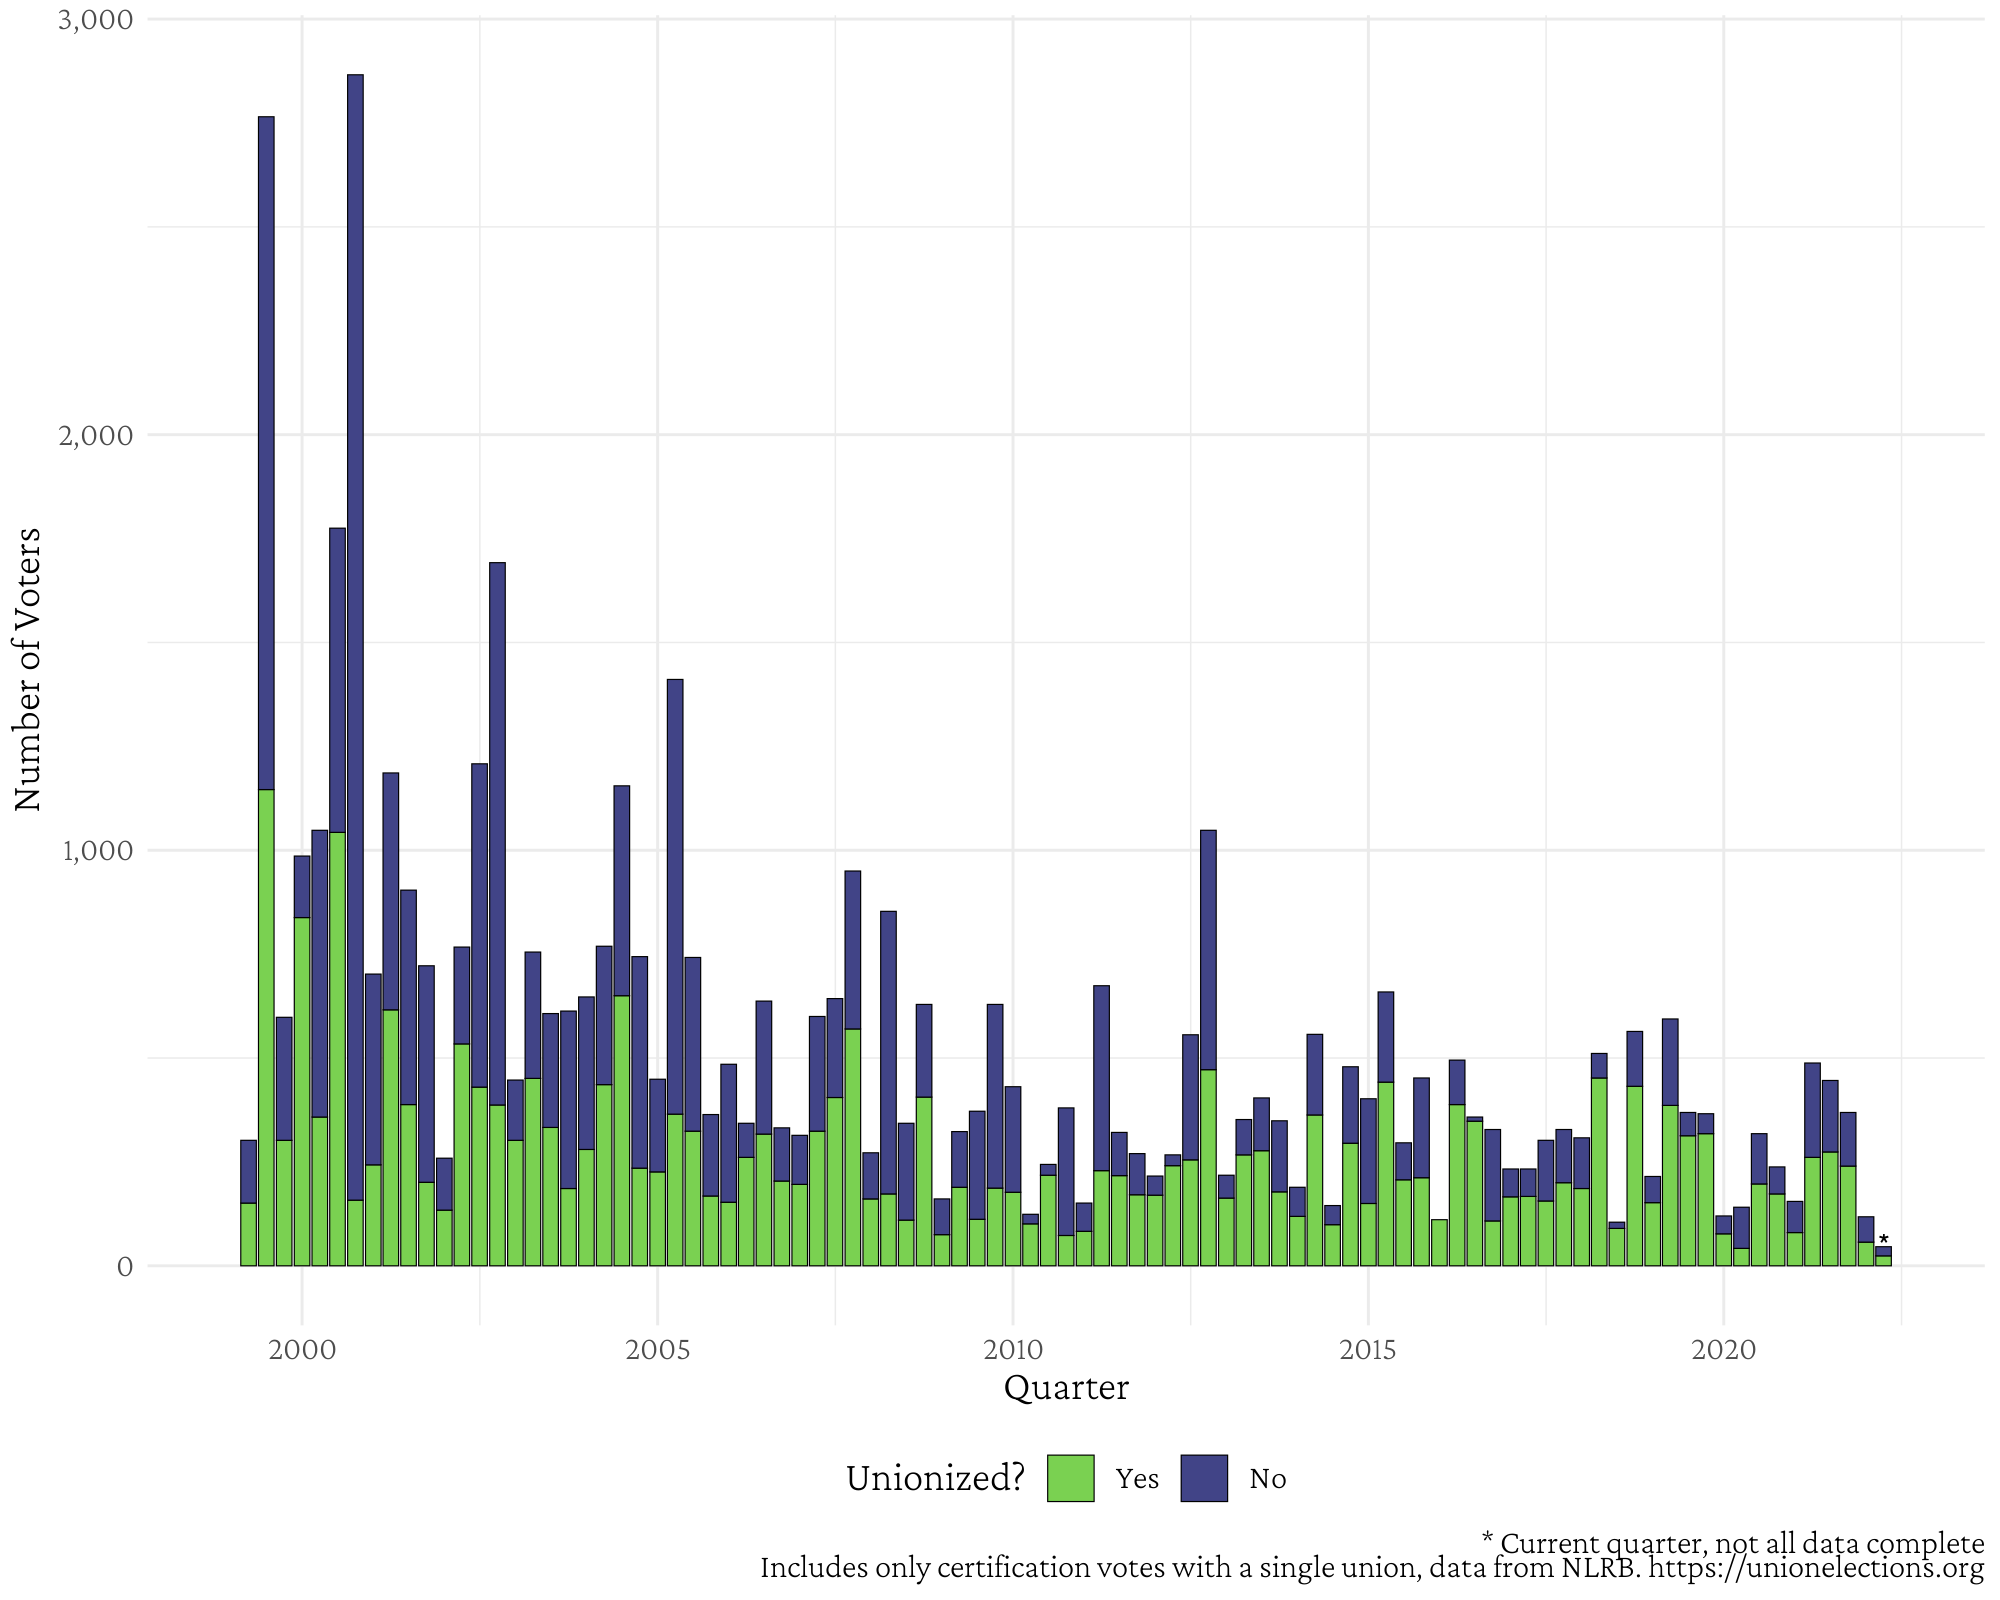 3,000
2,000
1,000
0
Number of Voters
2000 2005 2010 2015 2020
Quarter
Unionized? Yes No
*
* Current quarter, not all data complete
Includes only certification votes with a single union, data from NLRB. https://unionelections.org